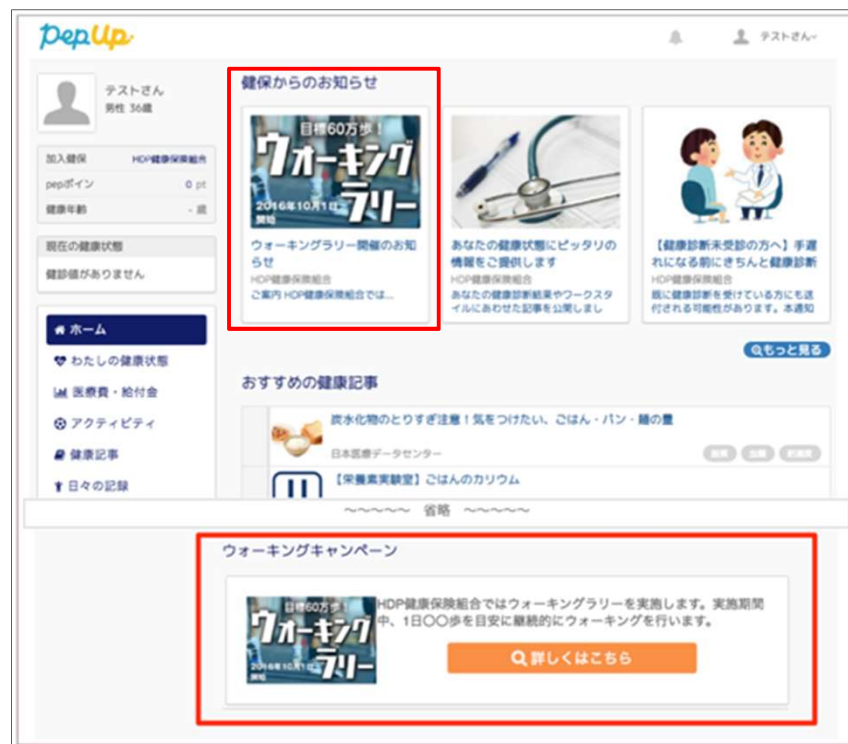 PepUp
テストさん
テストさん
男性 36歳
加入健保 HDP健康保険組合
pepポイン 0 pt
健康年齢 - 歳
現在の健康状態
健診値がありません
ホーム
わたしの健康状態
医療費・給付金
アクティビティ
健康記事
日々の記録
健保からのお知らせ
目標60万歩！
ウォーキング
ラリー
2016年10月1日
開始
ウォーキングラリー開催のお知
らせ
HDP健康保険組合
ご案内 HDP健康保険組合では...
あなたの健康状態にピッタリの
情報をご提供します
HDP健康保険組合
あなたの健康診断結果やワークスタ
イルにあわせた記事を公開しまし
【健康診断未受診の方へ】手遅
れになる前にきちんと健康診断
HDP健康保険組合
既に健康診断を受けている方にも送
付される可能性があります。本通知
もっと見る
おすすめの健康記事
炭水化物のとりすぎ注意！気をつけたい、ごはん・パン・麺の量
日本医療データセンター
【栄養素実験室】ごはんのカリウム
～～～～～ 省略 ～～～～～
ウォーキングキャンペーン
目標60万歩！
ウォーキング
ラリー
2016年10月1日
開始
HDP健康保険組合ではウォーキングラリーを実施します。実施期間
中、1日〇〇歩を目安に継続的にウォーキングを行います。
詳しくはこちら